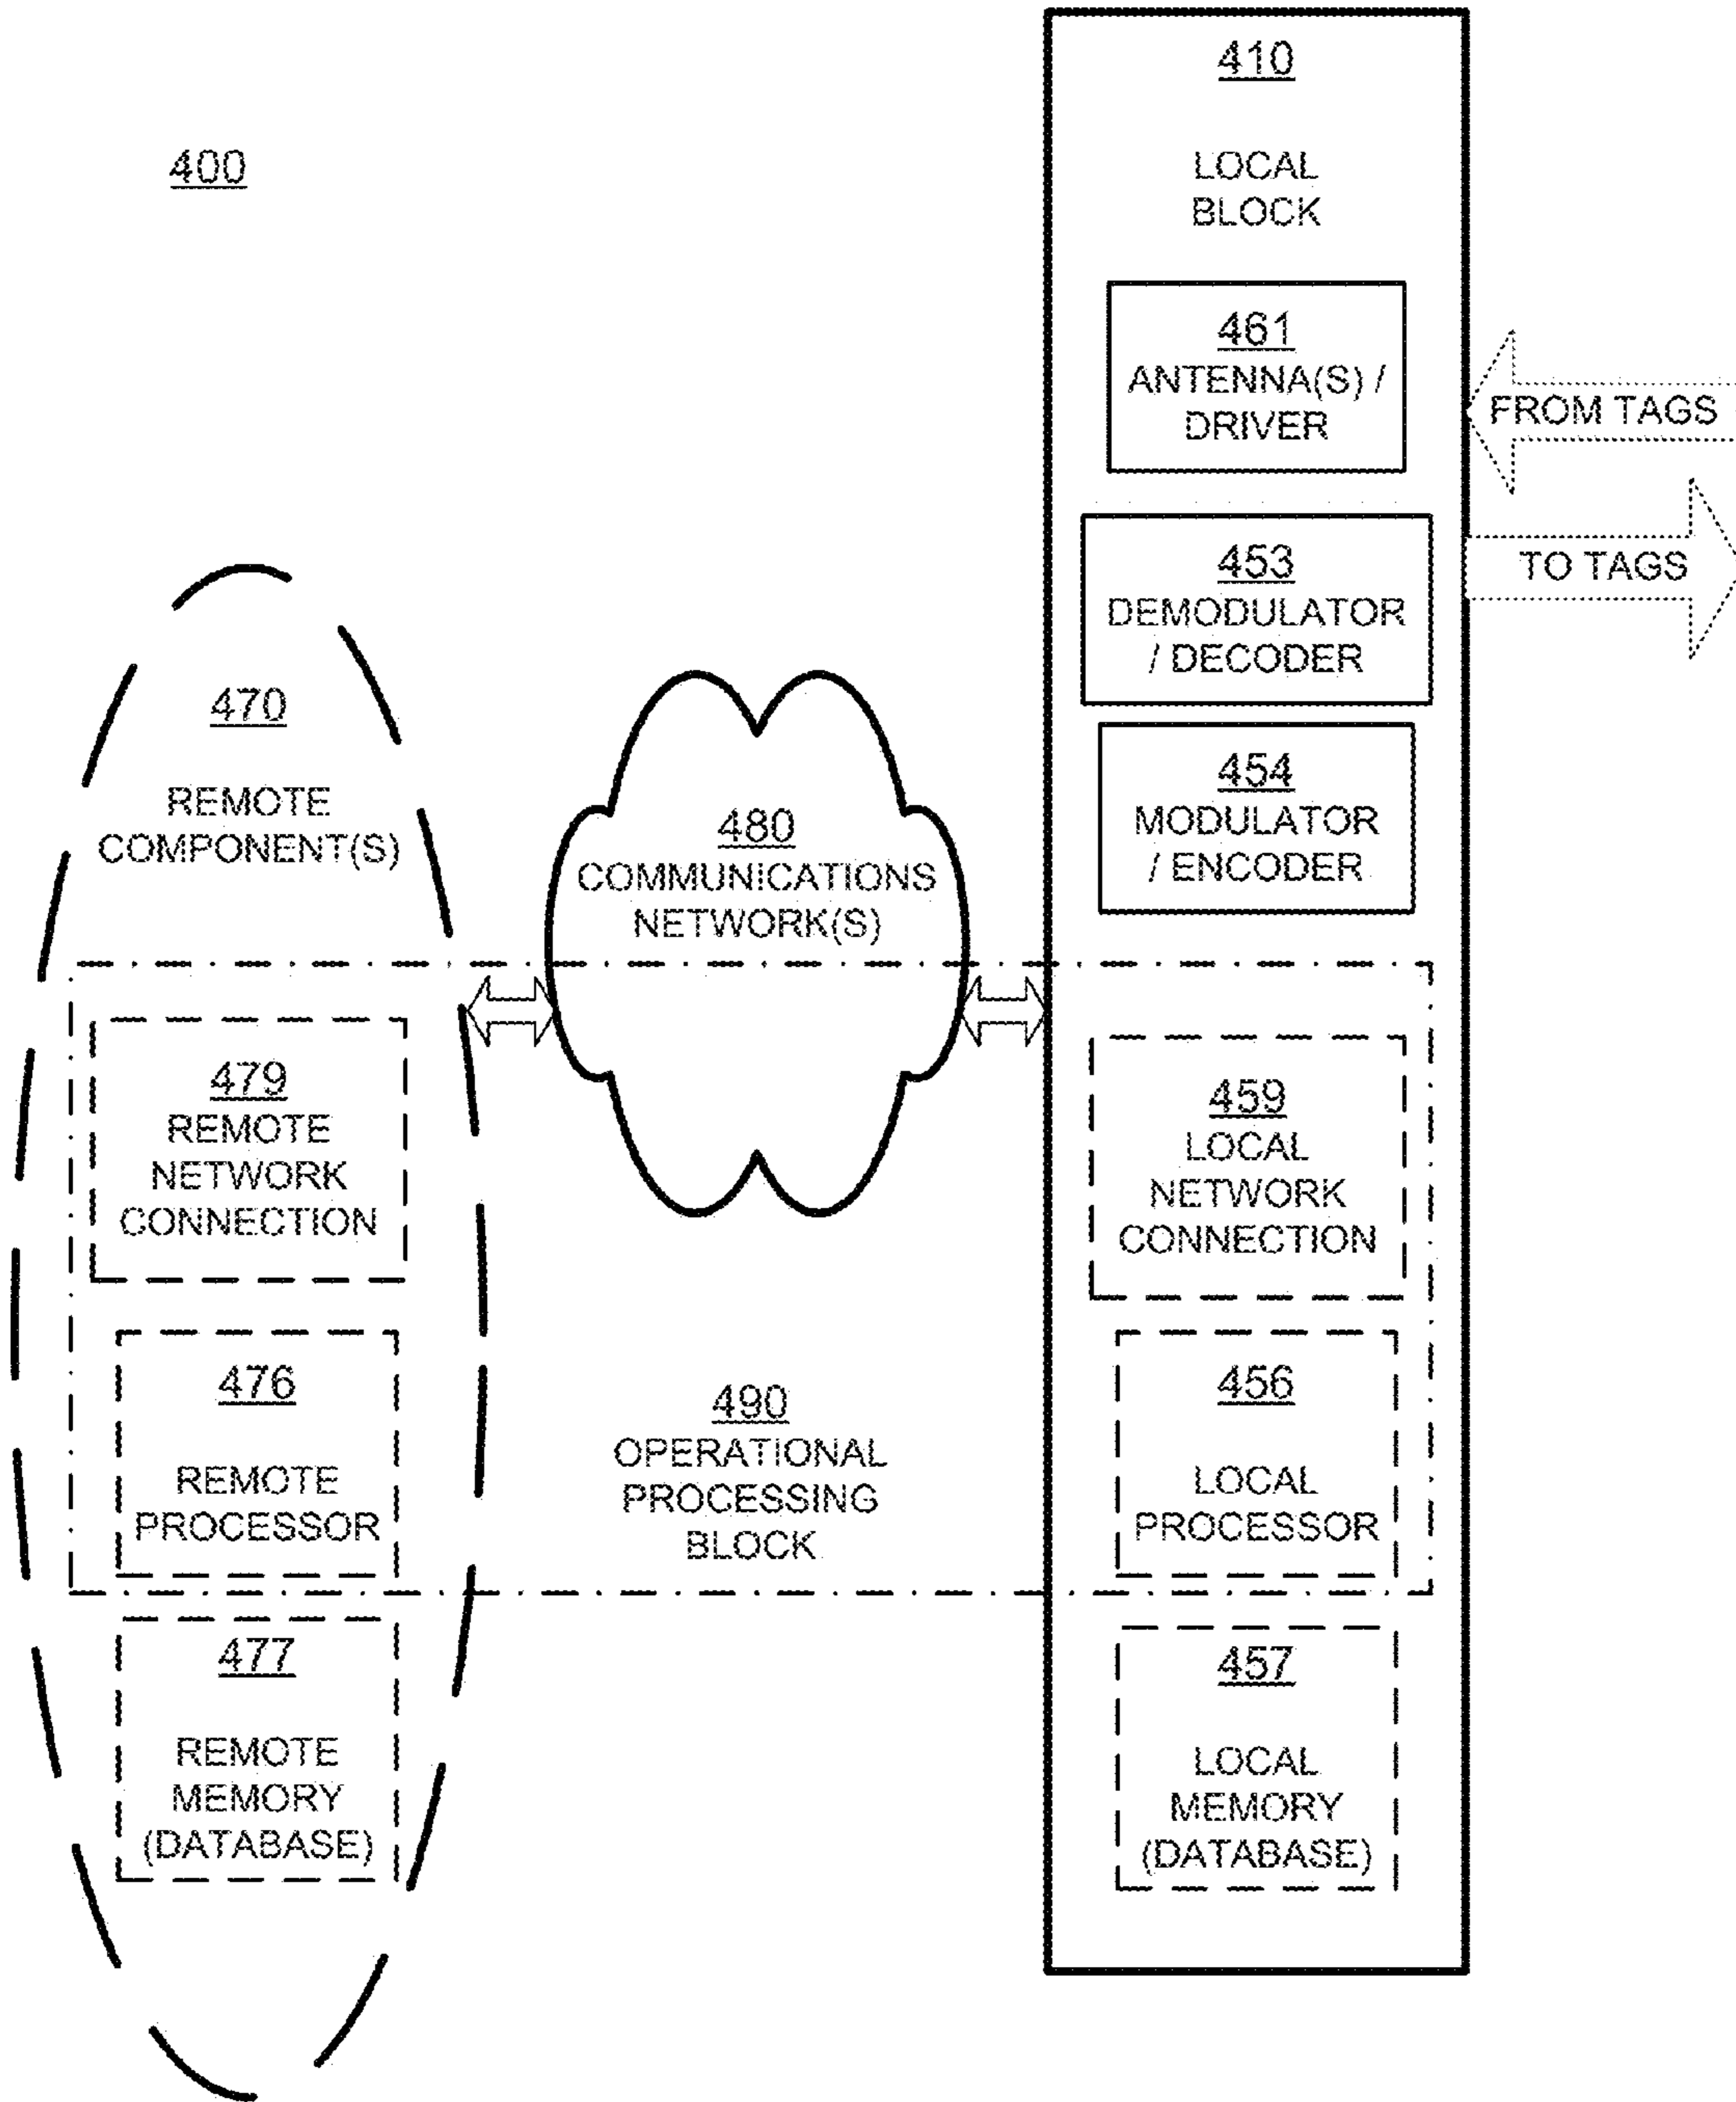 400
410
LOCAL
BLOCK
461
ANTENNA(S) /
DRIVER
FROM TAGS
453
DEMODULATOR
/ DECODER
TO TAGS
454
MODULATOR
/ ENCODER
470
REMOTE
COMPONENT(S)
480
COMMUNICATIONS
NETWORK(S)
479
REMOTE
NETWORK
CONNECTION
459
LOCAL
NETWORK
CONNECTION
476
REMOTE
PROCESSOR
490
OPERATIONAL
PROCESSING
BLOCK
456
LOCAL
PROCESSOR
477
REMOTE
MEMORY
(DATABASE)
457
LOCAL
MEMORY
(DATABASE)